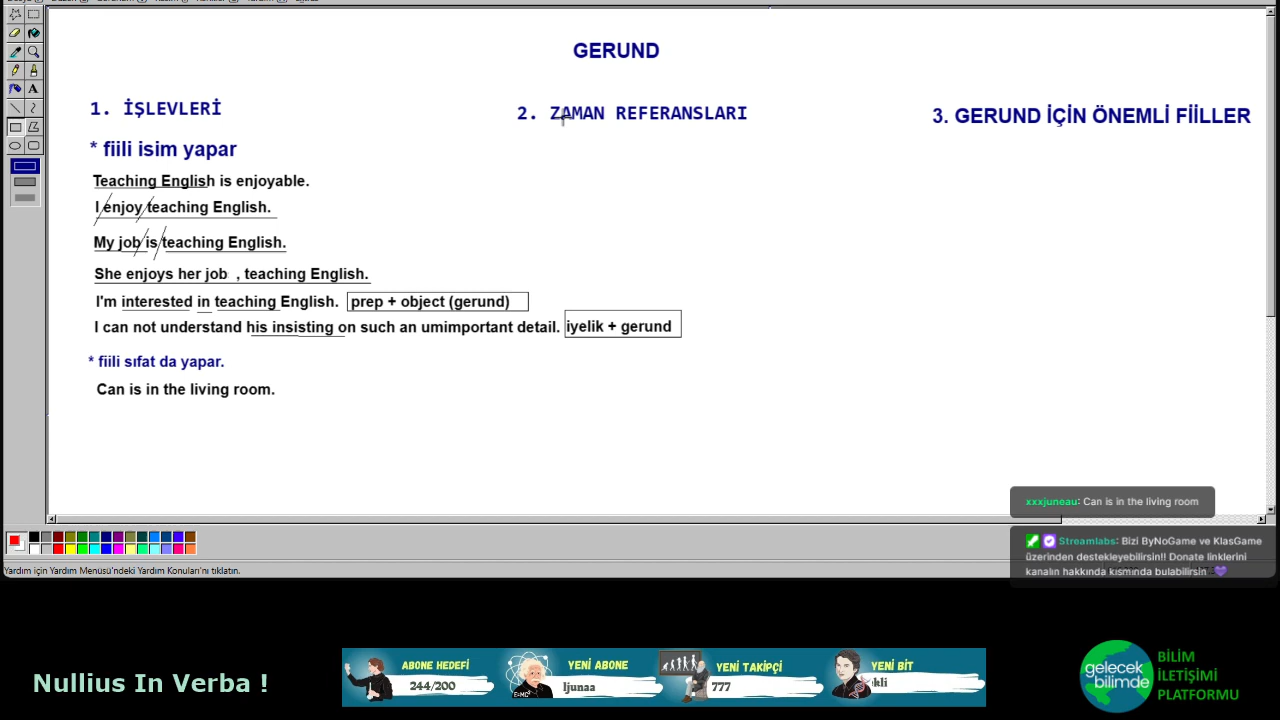 GERUND
1. İŞLEVLERİ
2. ZAMAN REFERANSLARI
3. GERUND İÇİN ÖNEMLİ FİİLLER
* fiili isim yapar
Teaching English is enjoyable.
I enjoy teaching English.
My job is teaching English.
She enjoys her job , teaching English.
I'm interested in teaching English. prep + object (gerund)
I can not understand his insisting on such an umimportant detail. iyelik + gerund
* fiili sıfat da yapar.
Can is in the living room.
xxxjuneau: Can is in the living room
Streamlabs: Bizi ByNoGame ve KlasGame
üzerinden destekleyebilirsin!! Donate linklerini
kanalın hakkında kısmında bulabilirsin
Yardım için Yardım Menüsü'ndeki Yardım Konuları'nı tıklatın.
Nullius In Verba !
ABONE HEDEFİ
244/200
YENİ ABONE
ljunaa
YENİ TAKİPÇİ
777
YENİ BİT
kli
gelecek
bilimde
BİLİM
İLETİŞİMİ
PLATFORMU